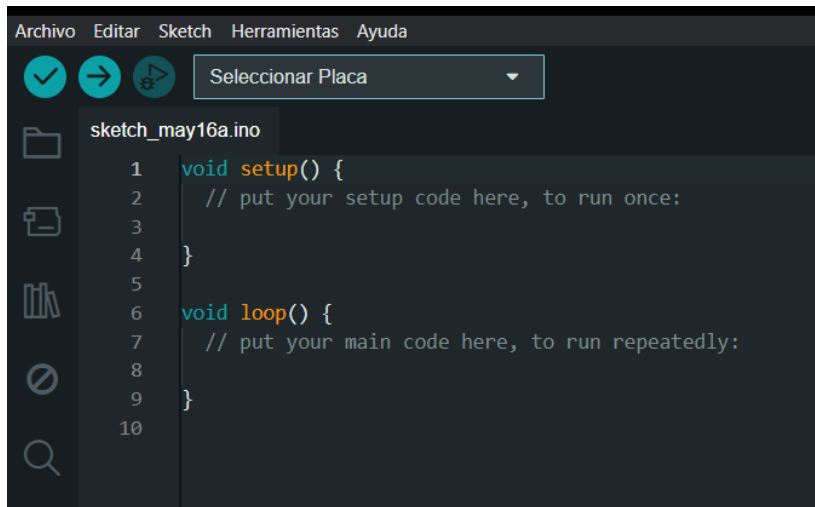 Archivo Editar Sketch Herramientas Ayuda
Seleccionar Placa
sketch_may16a.ino
1 void setup() {
2 // put your setup code here, to run once:
3
4 }
5
6 void loop() {
7 // put your main code here, to run repeatedly:
8
9 }
10